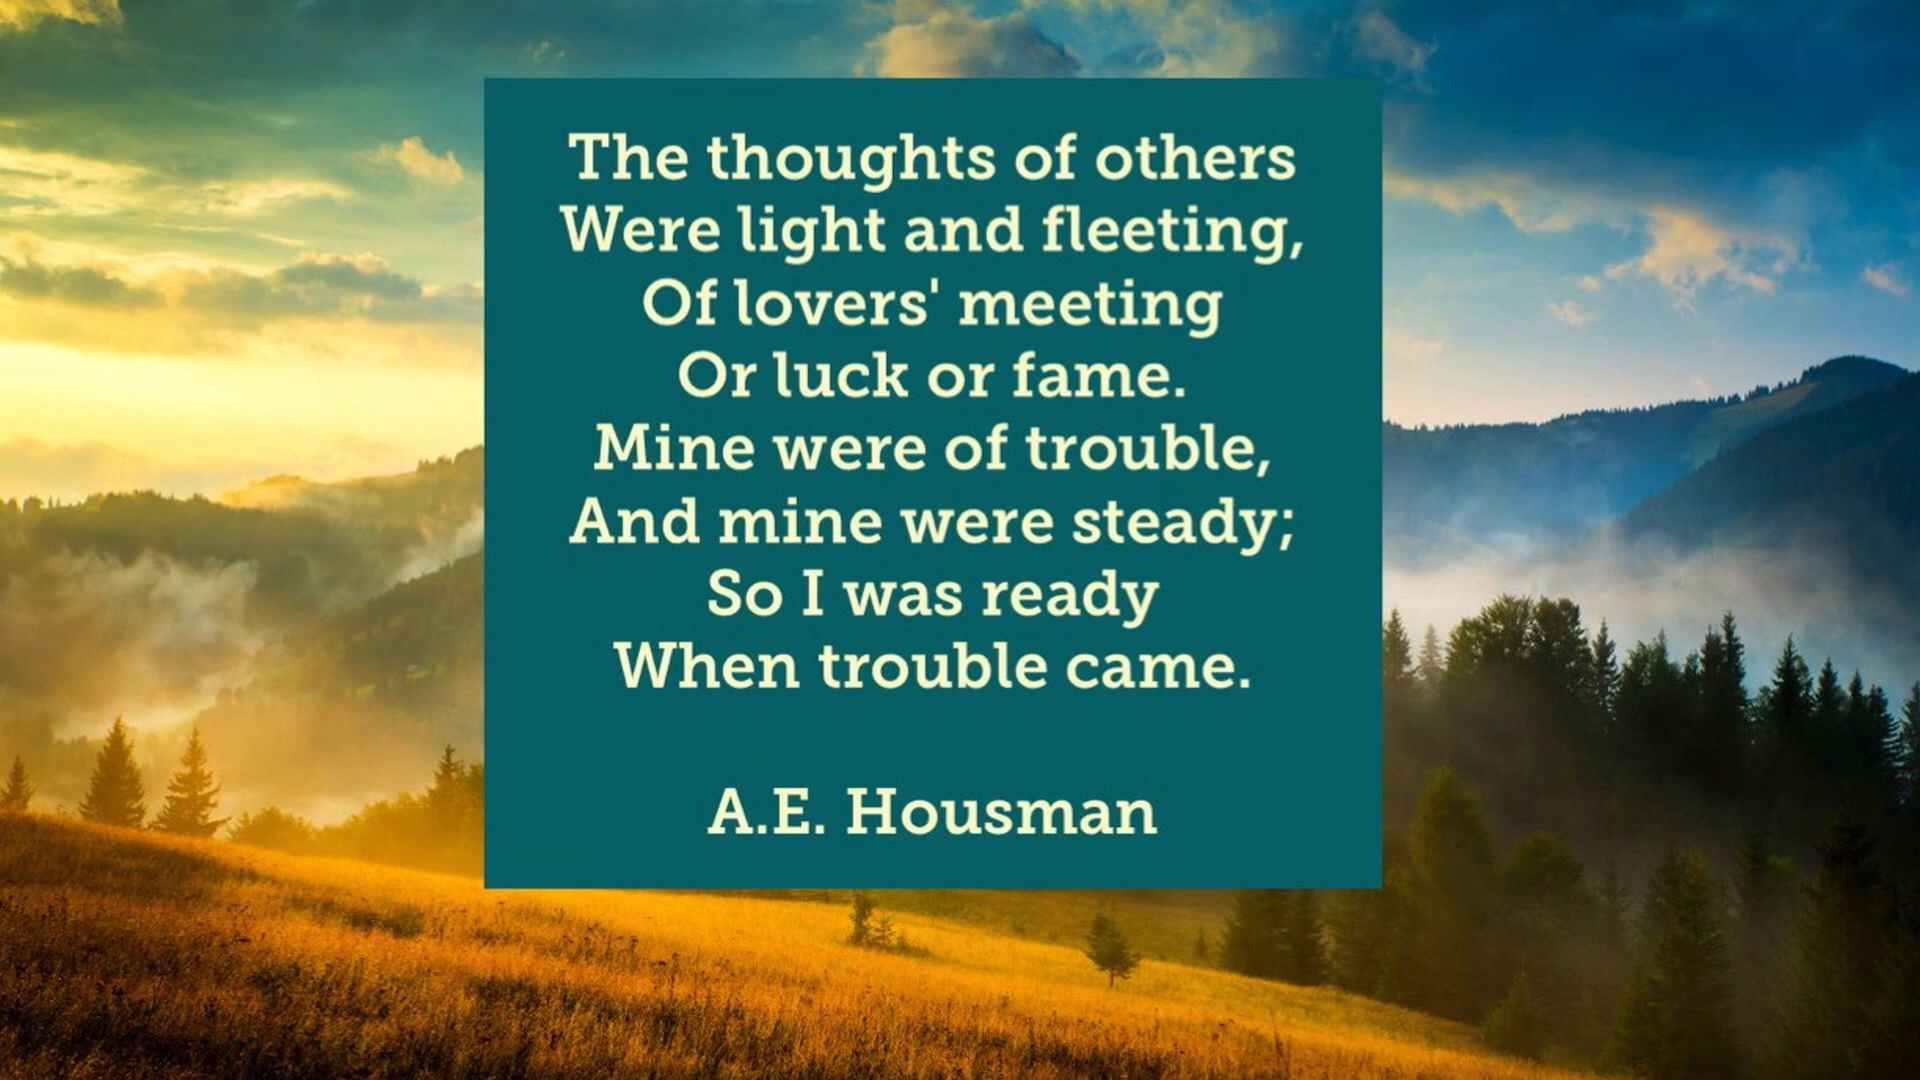 The thoughts of others
Were light and fleeting,
Of lovers' meeting
Or luck or fame.
Mine were of trouble,
And mine were steady;
So I was ready
When trouble came.
A.E. Housman